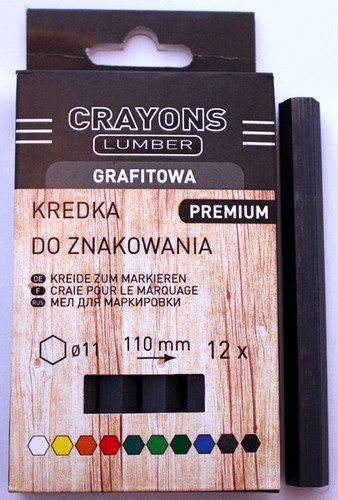 CRAYONS
LUMBER
GRAFITOWA
KREDKA
PREMIUM
DO ZNAKOWANIA
DE KREIDE ZUM MARKIEREN
F CRAIE POUR LE MARQUAGE
RUS МЕЛ ДЛЯ МАРКИРОВКИ
ø11 110 mm 12 x